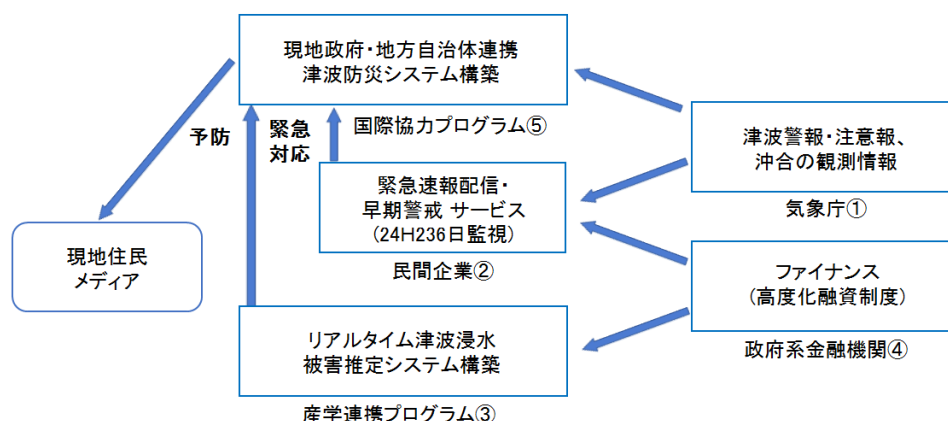 現地政府・地方自治体連携
津波防災システム構築
国際協力プログラム⑤
予防
緊急
対応
津波警報・注意報、
沖合の観測情報
気象庁①
緊急速報配信・
早期警戒 サービス
(24H236日監視)
民間企業②
現地住民
メディア
ファイナンス
(高度化融資制度)
政府系金融機関④
リアルタイム津波浸水
被害推定システム構築
産学連携プログラム③